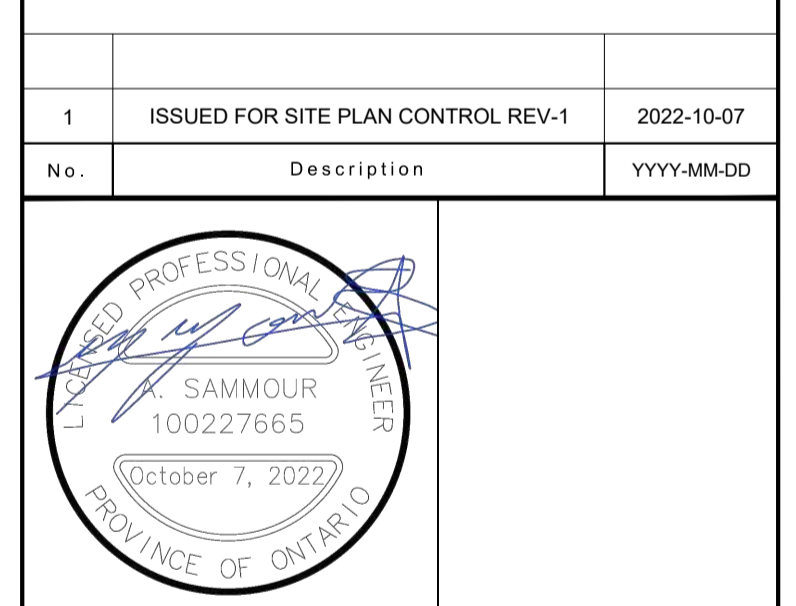 1 ISSUED FOR SITE PLAN CONTROL REV-1 2022-10-07
No. Description YYYY-MM-DD
LICENSED PROFESSIONAL ENGINEER
A. SAMMOUR
100227665
October 7, 2022
PROVINCE OF ONTARIO